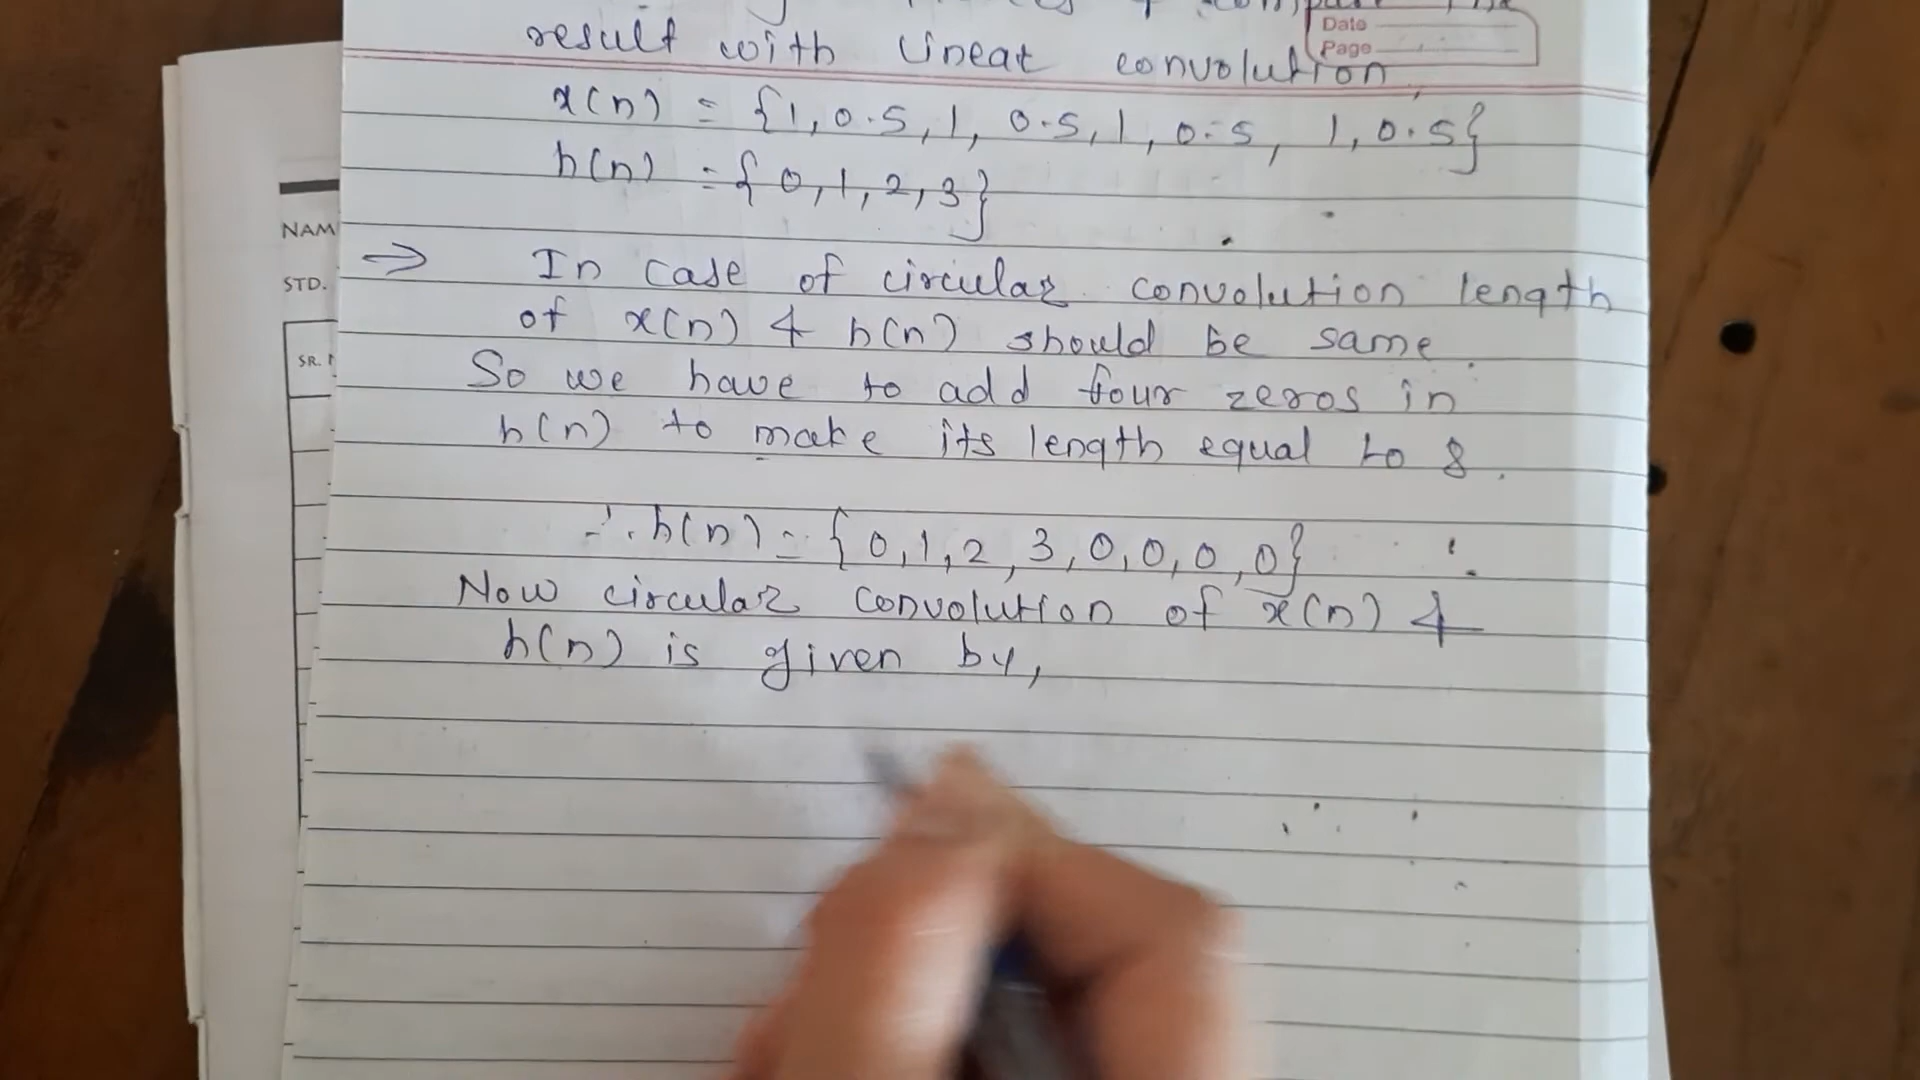 Date
Page
result with lineat convolution
x(n) = {1, 0.5, 1, 0.5, 1, 0.5, 1, 0.5}
h(n) = {0, 1, 2, 3}
NAM
STD.
→ In case of circular convolution length
of x(n) & h(n) should be same.
SR.
So we have to add four zeros in
h(n) to make its length equal to 8.
∴ h(n) = {0, 1, 2, 3, 0, 0, 0, 0}
Now circular convolution of x(n) &
h(n) is given by,